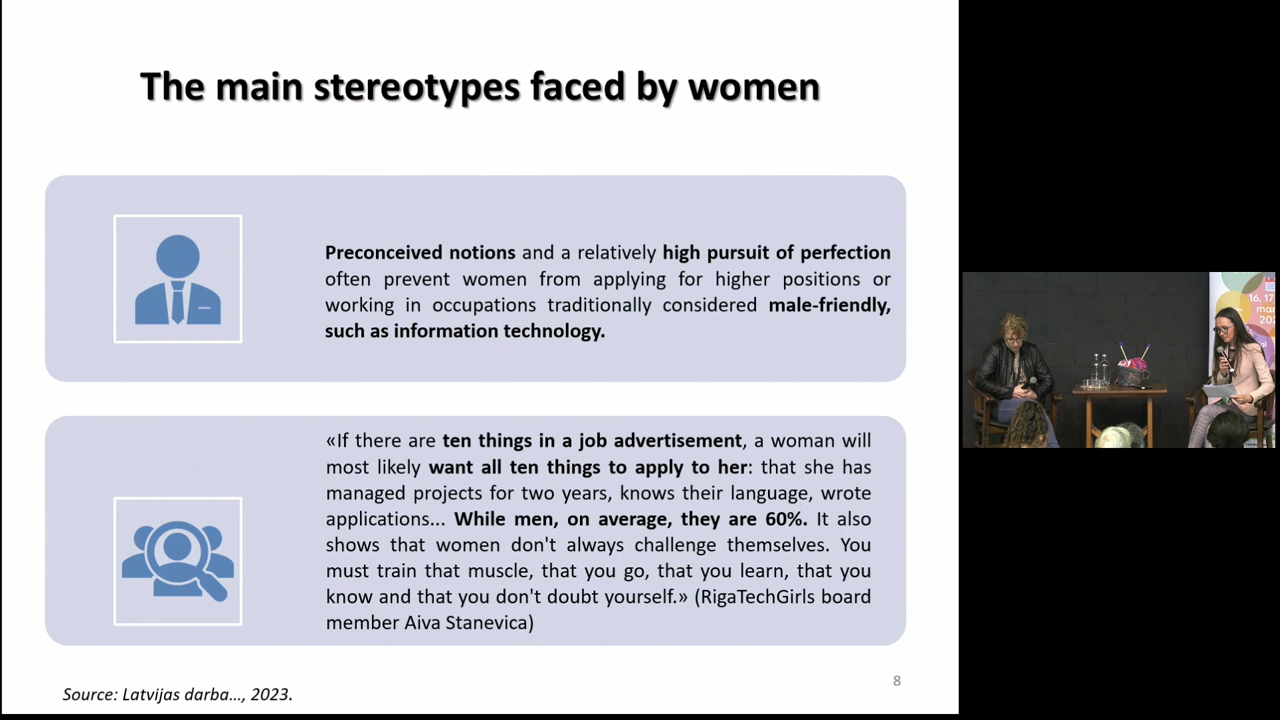 The main stereotypes faced by women
Preconceived notions and a relatively high pursuit of perfection
often prevent women from applying for higher positions or
working in occupations traditionally considered male-friendly,
such as information technology.
«If there are ten things in a job advertisement, a woman will
most likely want all ten things to apply to her: that she has
managed projects for two years, knows their language, wrote
applications... While men, on average, they are 60%. It also
shows that women don't always challenge themselves. You
must train that muscle, that you go, that you learn, that you
know and that you don't doubt yourself.» (RigaTechGirls board
member Aiva Stanevica)
Source: Latvijas darba..., 2023.
8
16, 17
mar
202